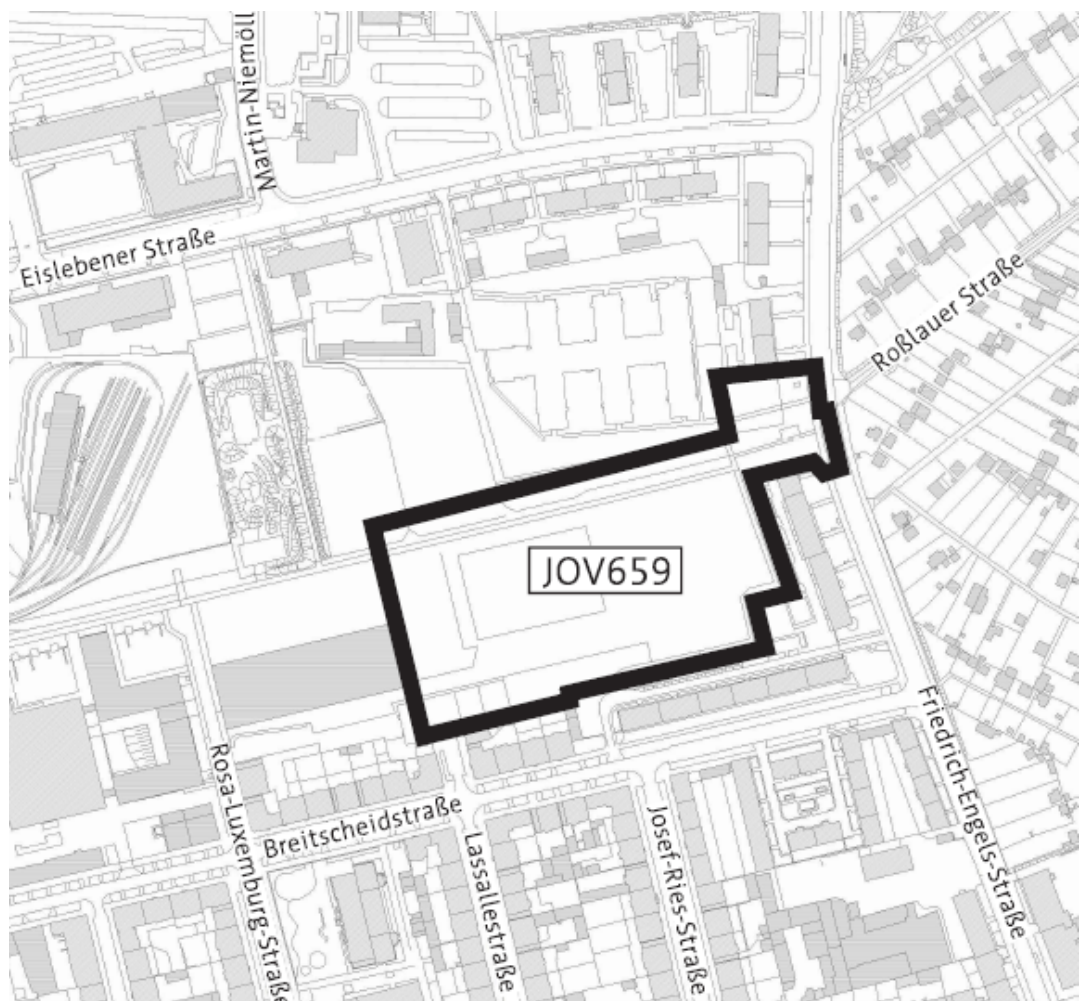 Martin-Niemöll
Eislebener Straße
Roßlauer Straße
JOV659
Friedrich-Engels-Straße
Rosa-Luxemburg-Straße
Breitscheidstraße
Lassallestraße
Josef-Ries-Straße